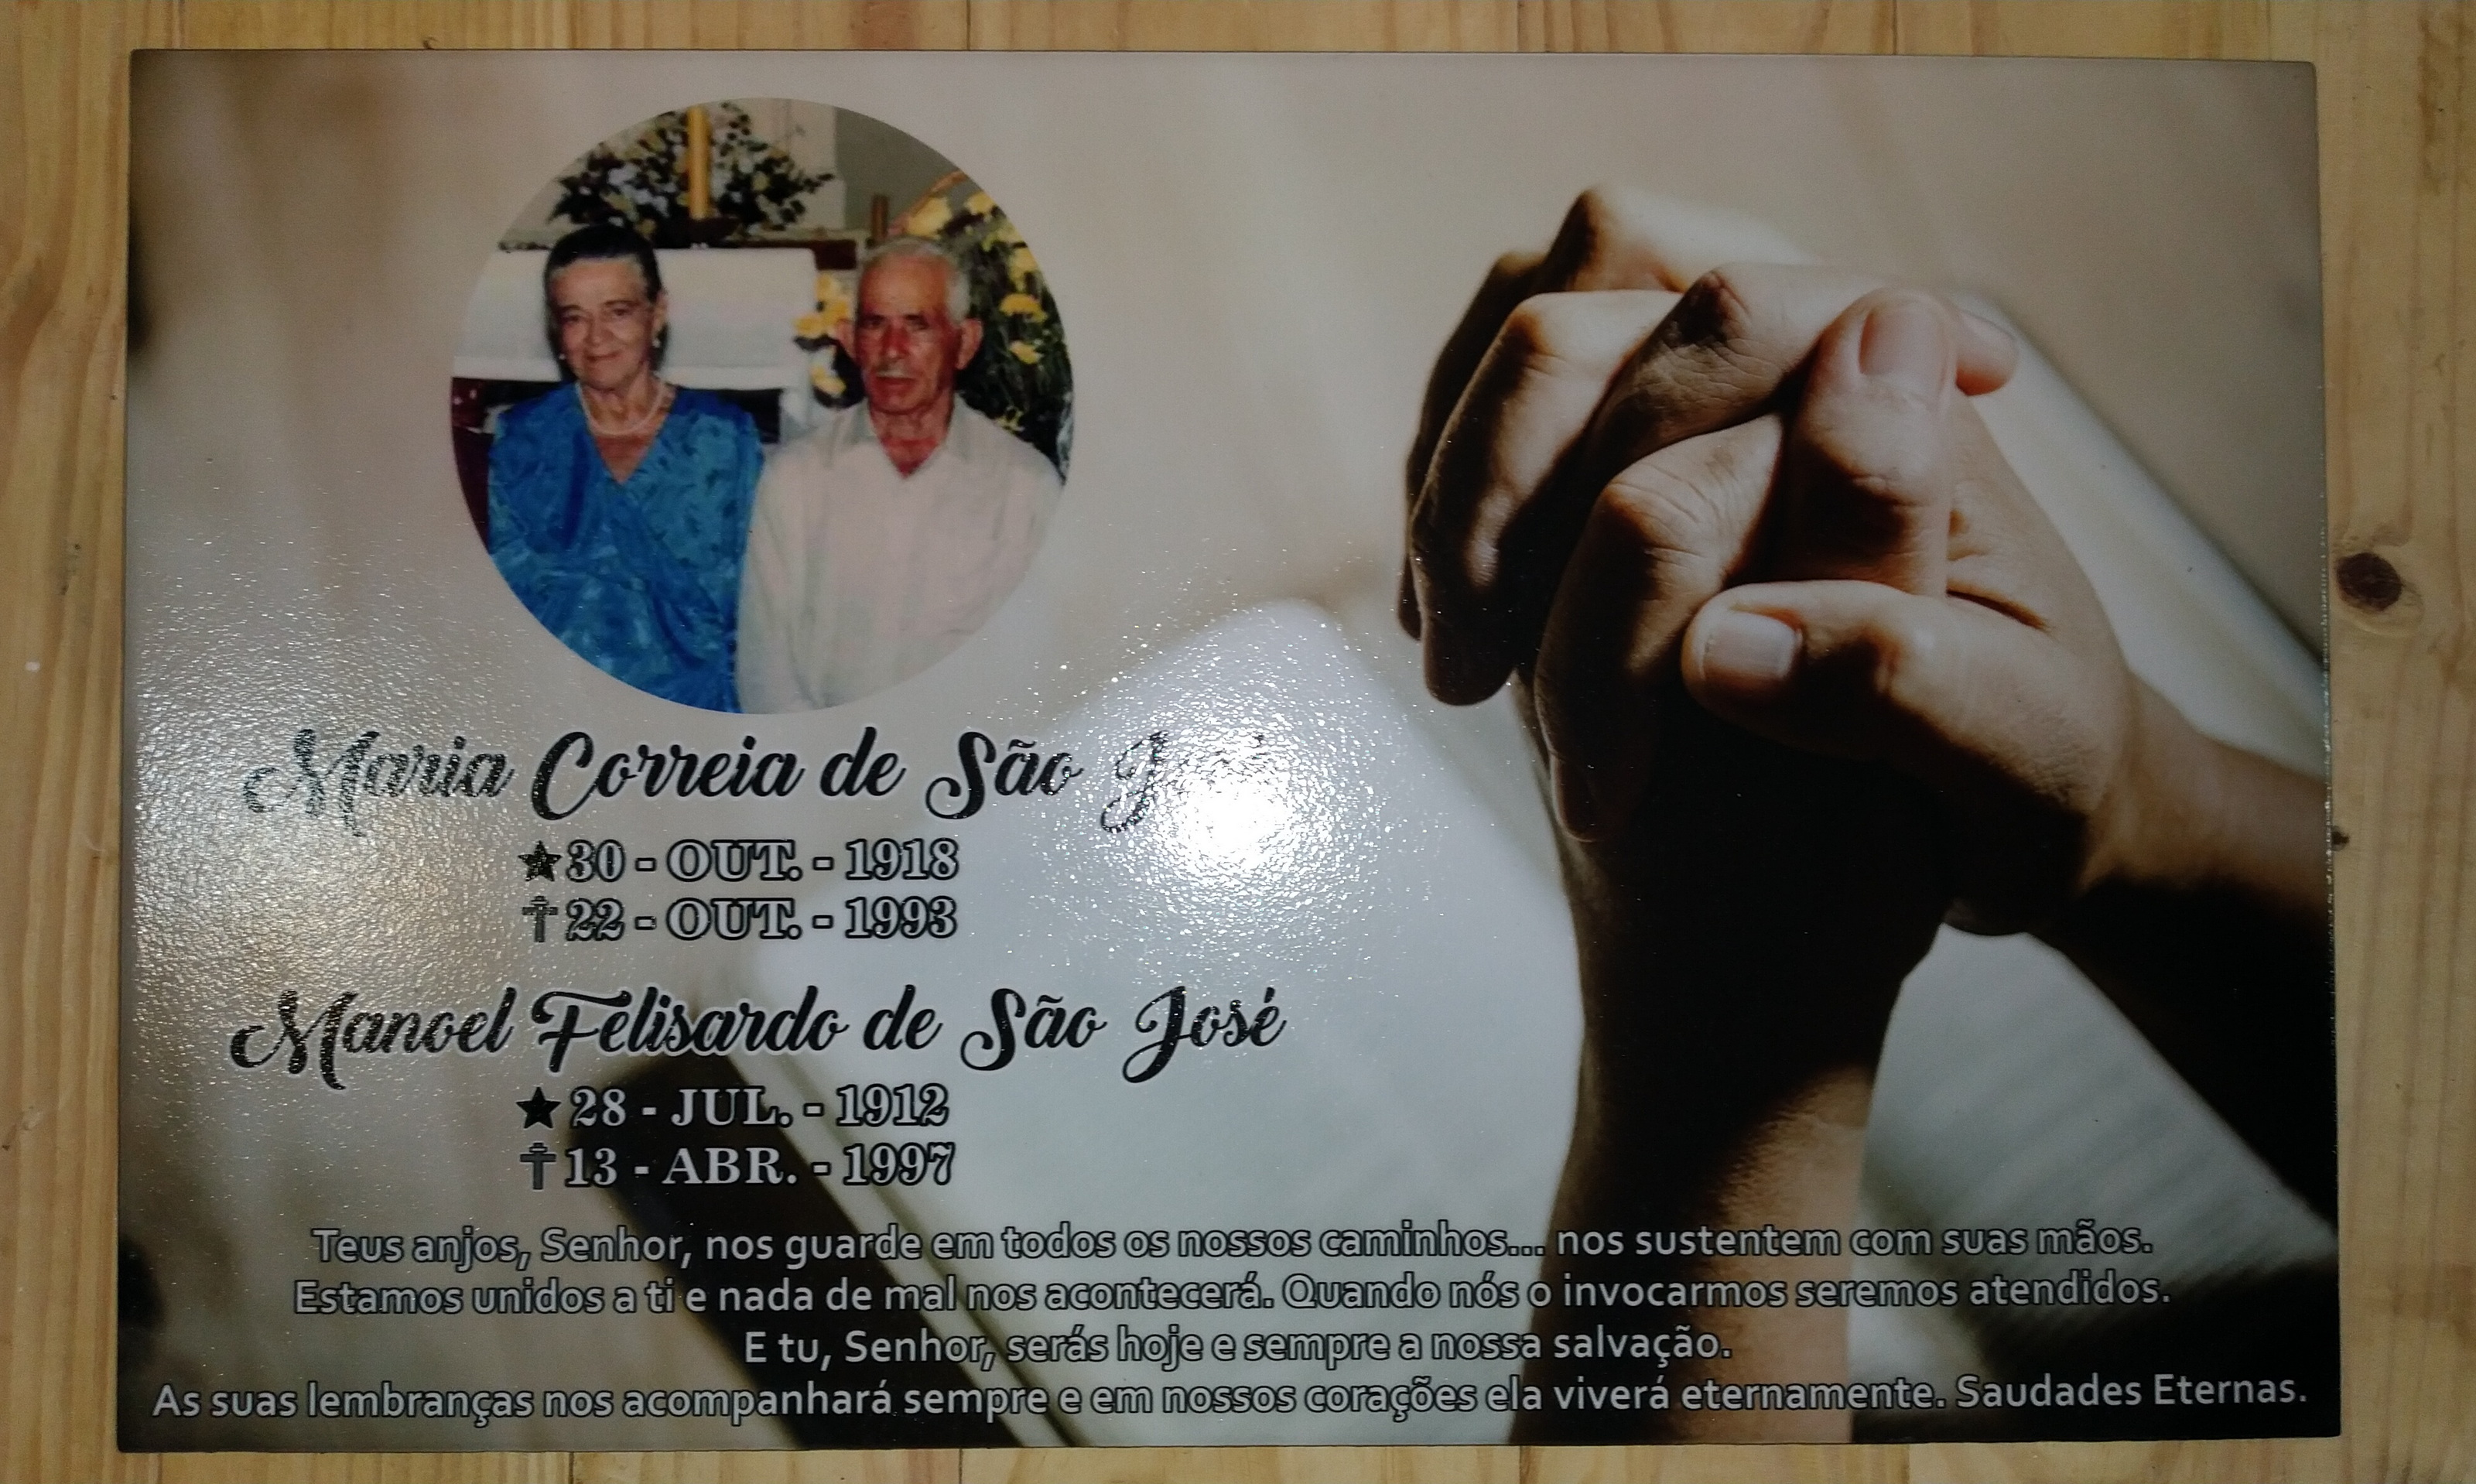 Maria Correia de São José
★30 - OUT. - 1918
✝22 - OUT. - 1993
Manoel Felisardo de São José
★28 - JUL. - 1912
✝13 - ABR. - 1997
Teus anjos, Senhor, nos guarde em todos os nossos caminhos... nos sustentem com suas mãos.
Estamos unidos a ti e nada de mal nos acontecerá. Quando nós o invocarmos seremos atendidos.
E tu, Senhor, serás hoje e sempre a nossa salvação.
As suas lembranças nos acompanhará sempre e em nossos corações ela viverá eternamente. Saudades Eternas.